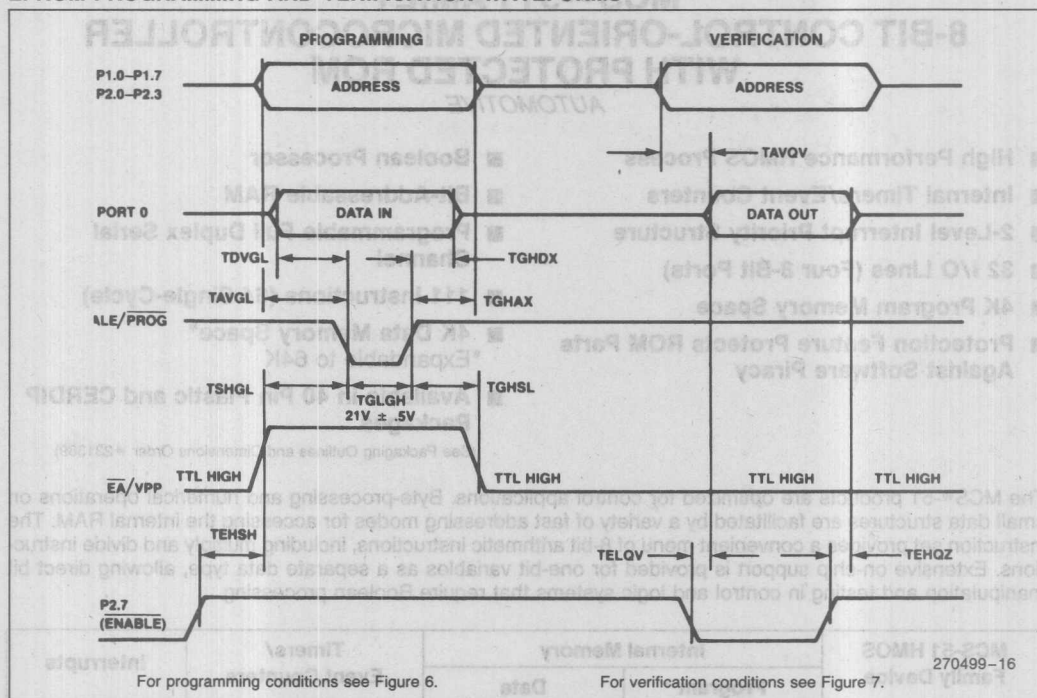 PROGRAMMING
VERIFICATION
P1.0–P1.7
P2.0–P2.3
ADDRESS
ADDRESS
TAVQV
PORT 0
DATA IN
DATA OUT
TDVGL
TGHDX
TAVGL
TGHAX
ALE/PROG
TSHGL
TGHSL
TGLGH
21V ± .5V
TTL HIGH
TTL HIGH
TTL HIGH
TTL HIGH
EA/VPP
TEHSH
TELQV
TEHQZ
P2.7
(ENABLE)
270499–16
For programming conditions see Figure 6.
For verification conditions see Figure 7.
8-BIT CONTROL-ORIENTED MICROCONTROLLER
WITH PROTECTED ROM
AUTOMOTIVE
High Performance HMOS Process
Internal Timers/Event Counters
2-Level Interrupt Priority Structure
32 I/O Lines (Four 8-Bit Ports)
4K Program Memory Space
Protection Feature Protects ROM Parts
Against Software Piracy
Boolean Processor
Bit-Addressable RAM
Programmable Full Duplex Serial
Channel
111 Instructions (64 Single-Cycle)
4K Data Memory Space*
*Expandable to 64K
Available in 40 Pin Plastic and CERDIP
Packages